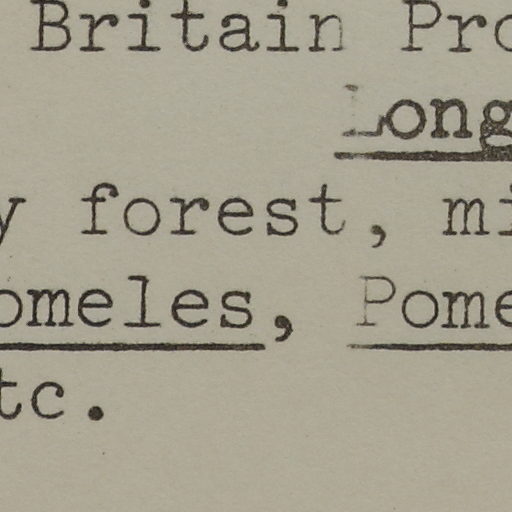 Britain Pro
Long
y forest, mi
omeles, Pome
tc.